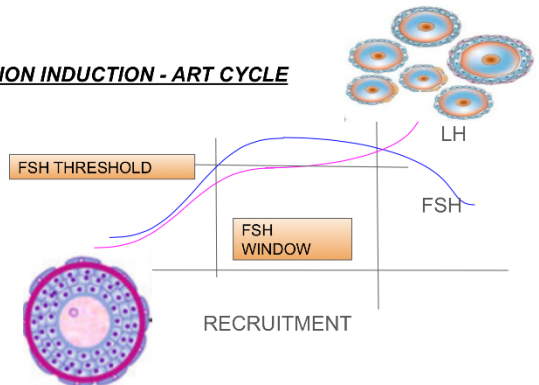 ION INDUCTION - ART CYCLE
LH
FSH THRESHOLD
FSH
FSH
WINDOW
RECRUITMENT